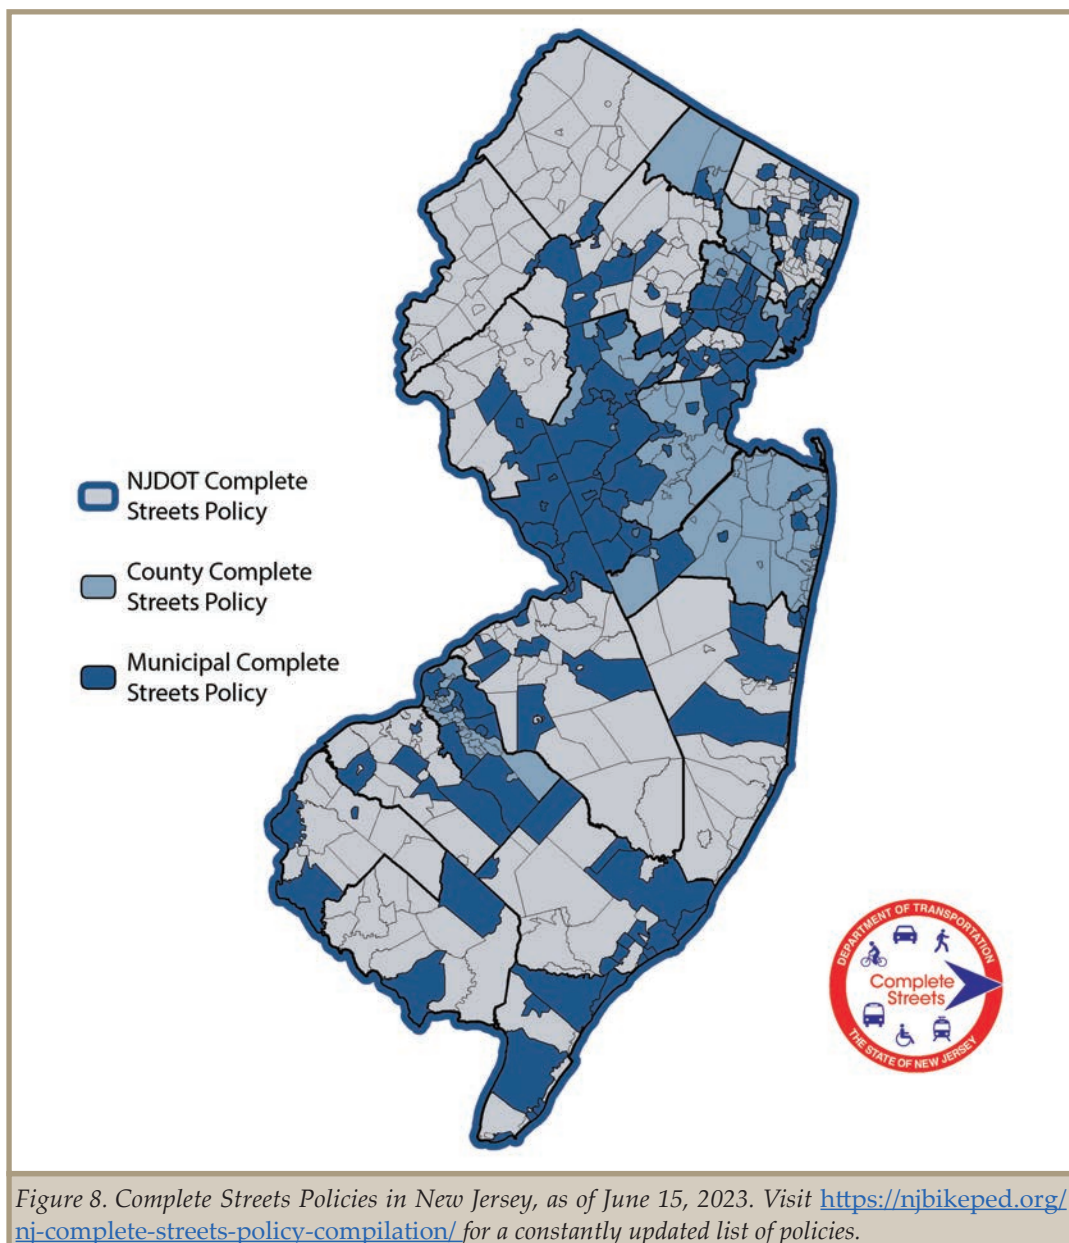 NJDOT Complete
Streets Policy
County Complete
Streets Policy
Municipal Complete
Streets Policy
DEPARTMENT OF TRANSPORTATION
Complete
Streets
THE STATE OF NEW JERSEY
Figure 8. Complete Streets Policies in New Jersey, as of June 15, 2023. Visit https://njbikeped.org/
nj-complete-streets-policy-compilation/ for a constantly updated list of policies.